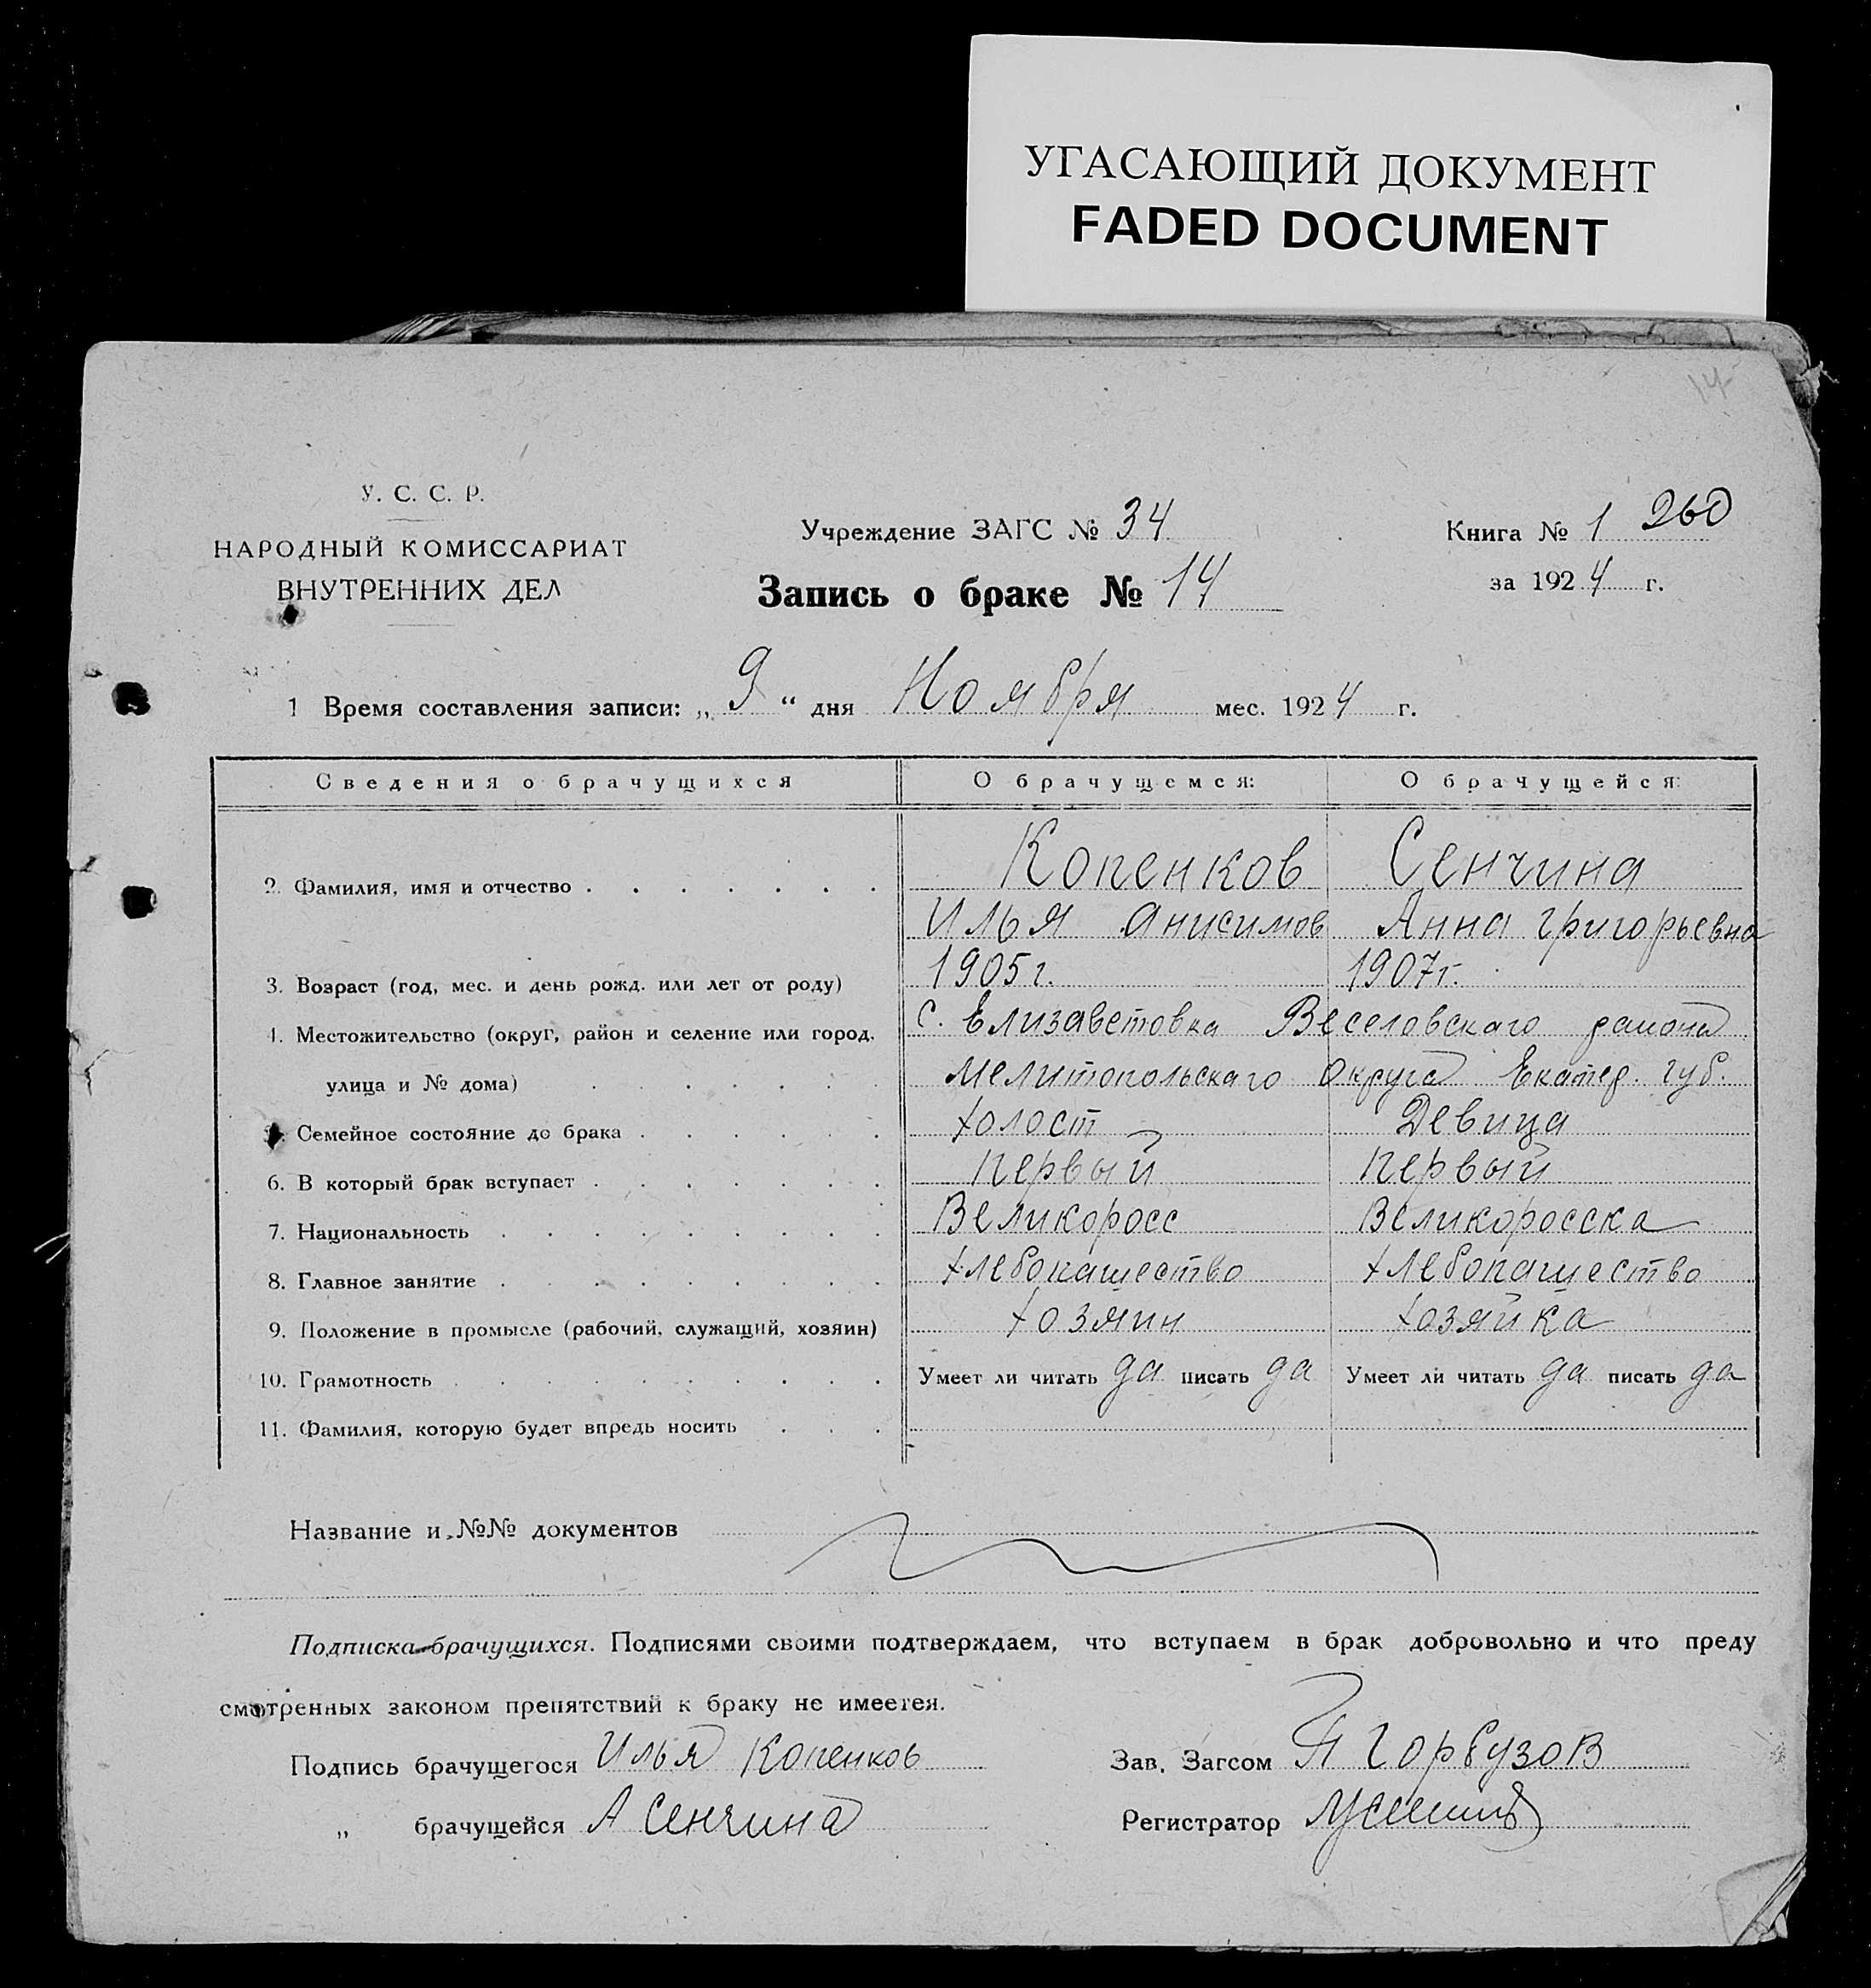 УГАСАЮЩИЙ ДОКУМЕНТ
FADED DOCUMENT
14
У. С. С. Р.
НАРОДНЫЙ КОМИССАРИАТ
ВНУТРЕННИХ ДЕЛ
Учреждение ЗАГС № 34
Запись о браке № 14
Книга № 1 260
за 1924 г.
1 Время составления записи: „ 9 “ дня Ноября мес. 1924 г.
Сведения о брачущихся О брачущемся: О брачущейся:
2. Фамилия, имя и отчество Копенков Сенчина
Илья Анисимов Анна Григорьевна
3. Возраст (год, мес. и день рожд. или лет от роду) 1905г. 1907г.
4. Местожительство (округ, район и селение или город, с. Елизаветовка Веселовскаго района
улица и № дома) Мелитопольскаго Округа Екатер. губ.
5. Семейное состояние до брака холост Девица
6. В который брак вступает первый первый
7. Национальность Великоросс Великоросска
8. Главное занятие хлебопашество хлебопашество
9. Положение в промысле (рабочий, служащий, хозяин) хозяин хозяйка
10. Грамотность Умеет ли читать да писать да Умеет ли читать да писать да
11. Фамилия, которую будет впредь носить
Название и №№ документов
Подписка брачущихся. Подписями своими подтверждаем, что вступаем в брак добровольно и что преду
смотренных законом препятствий к браку не имеется.
Подпись брачущегося Илья Копенков Зав. Загсом П Горбузов
„ брачущейся А Сенчина Регистратор